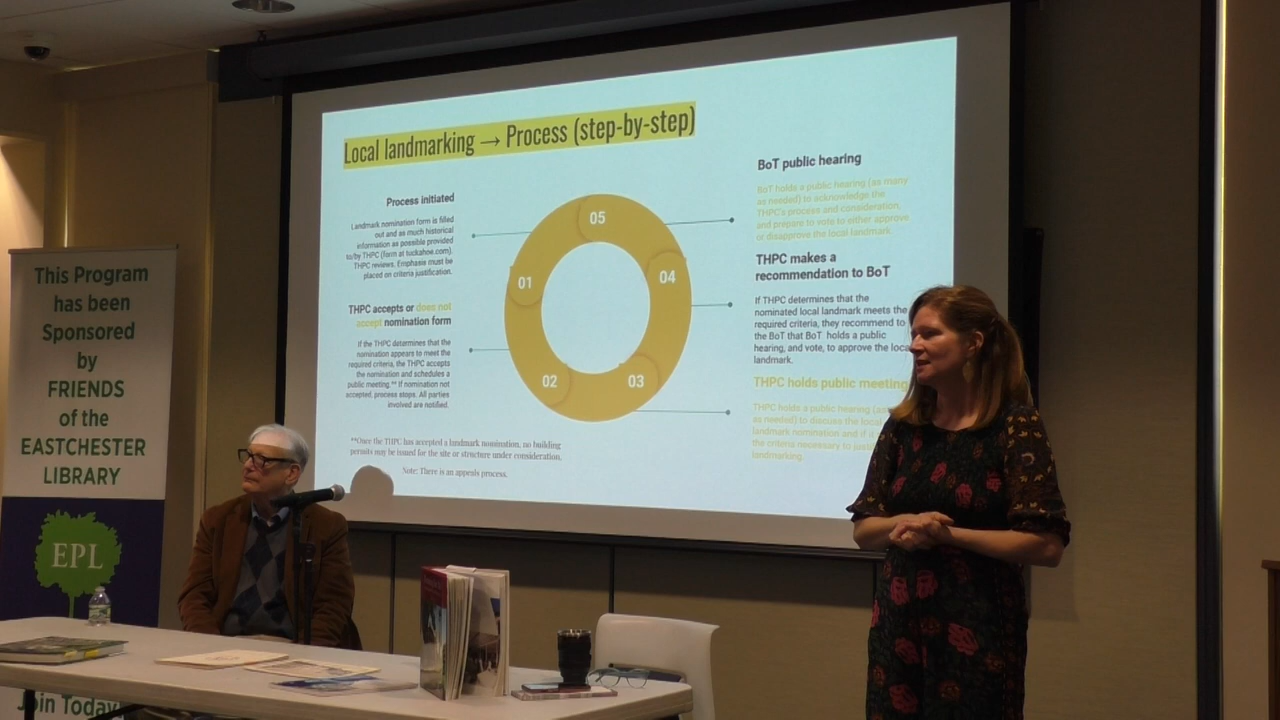 This Program
has been
Sponsored
by
FRIENDS
of the
EASTCHESTER
LIBRARY
EPL
Join Today
Local landmarking → Process (step-by-step)
Process initiated
Landmark nomination form is filled
out and as much historical
information as possible provided
to/by THPC (form at tuckahoe.com).
THPC reviews. Emphasis must be
placed on criteria justification.
THPC accepts or does not
accept nomination form
If the THPC determines that the
nomination appears to meet the
required criteria, the THPC accepts
the nomination and schedules a
public meeting.** If nomination not
accepted, process stops. All parties
involved are notified.
**Once the THPC has accepted a landmark nomination, no building
permits may be issued for the site or structure under consideration.
Note: There is an appeals process.
05
01
04
02
03
BoT public hearing
BoT holds a public hearing (as many
as needed) to acknowledge the
THPC's process and consideration,
and prepare to vote to either approve
or disapprove the local landmark.
THPC makes a
recommendation to BoT
If THPC determines that the
nominated local landmark meets the
required criteria, they recommend to
the BoT that BoT holds a public
hearing, and vote, to approve the local
landmark.
THPC holds public meeting
THPC holds a public hearing (as
as needed) to discuss the local
landmark nomination and if it
the criteria necessary to
landmarking.